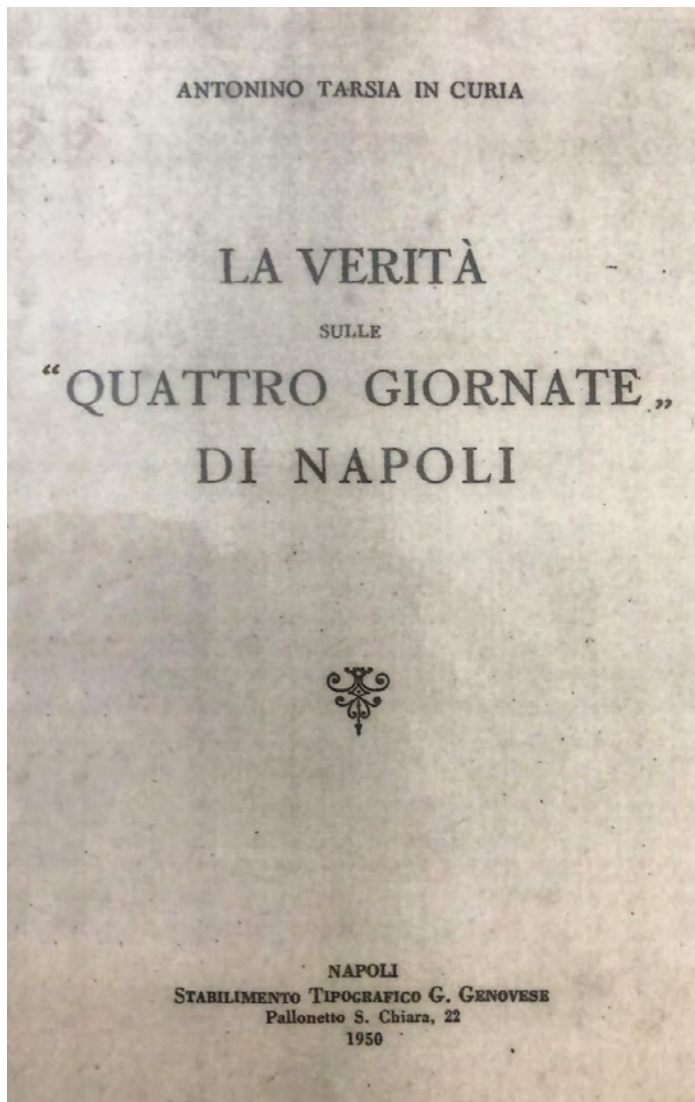 ANTONINO TARSIA IN CURIA
LA VERITÀ
SULLE
“QUATTRO GIORNATE„
DI NAPOLI
NAPOLI
STABILIMENTO TIPOGRAFICO G. GENOVESE
Pallonetto S. Chiara, 22
1950